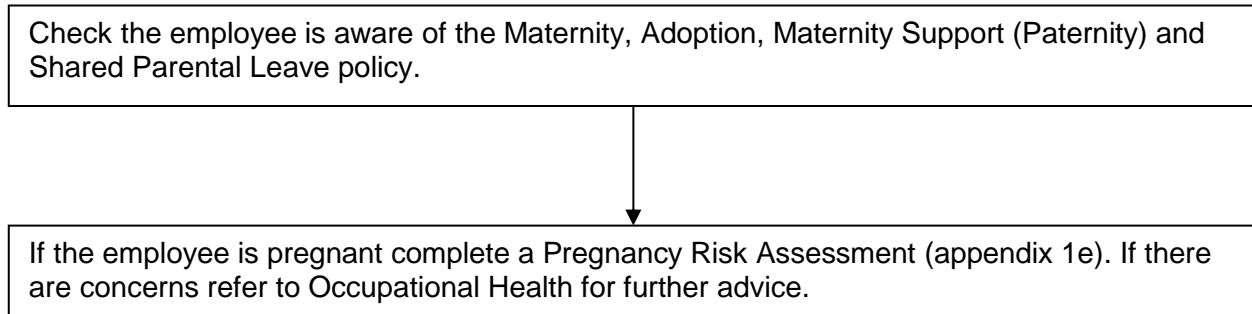 Check the employee is aware of the Maternity, Adoption, Maternity Support (Paternity) and
Shared Parental Leave policy.
If the employee is pregnant complete a Pregnancy Risk Assessment (appendix 1e). If there
are concerns refer to Occupational Health for further advice.